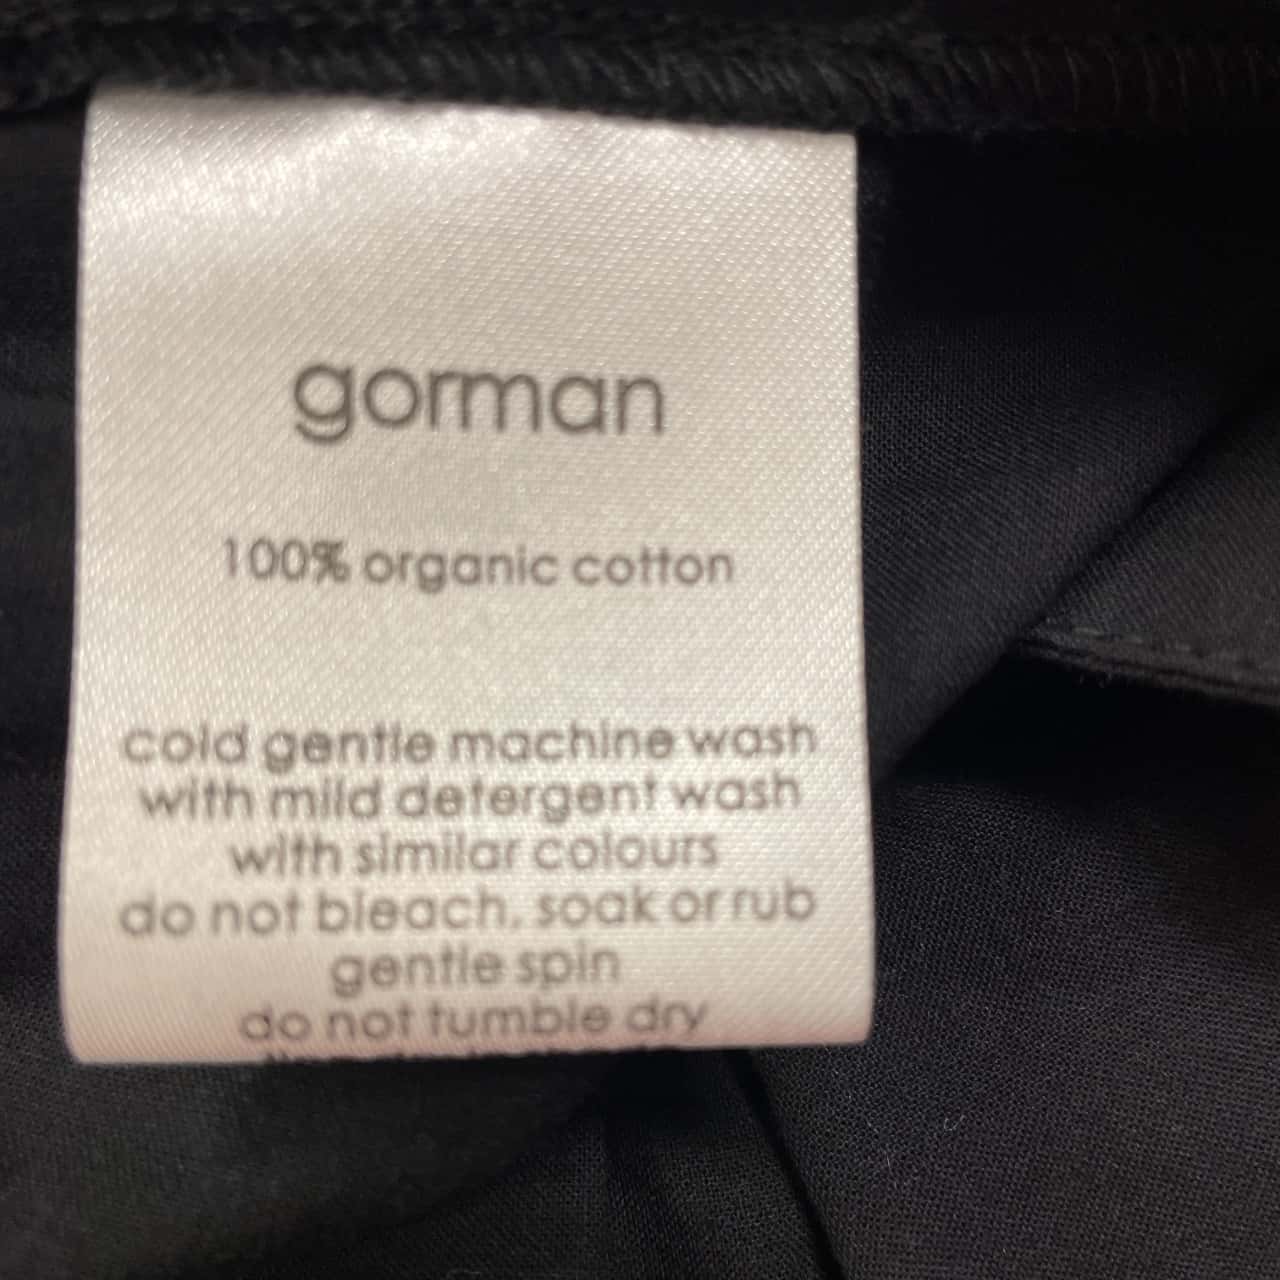 gorman
100% organic cotton
cold gentle machine wash
with mild detergent wash
with similar colours
do not bleach, soak or rub
gentle spin
do not tumble dry